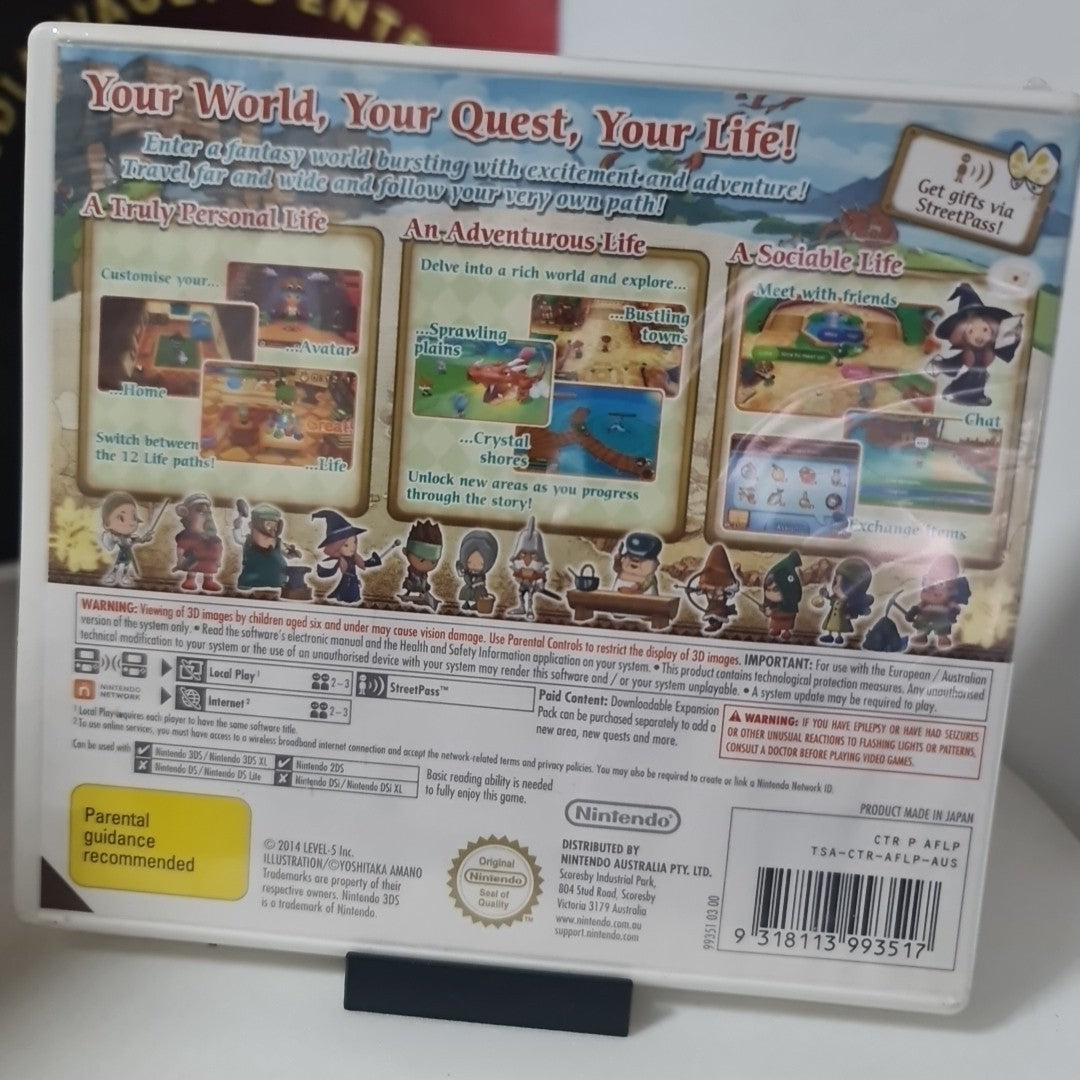 Your World, Your Quest, Your Life!
Enter a fantasy world bursting with excitement and adventure!
Travel far and wide and follow your very own path!
Get gifts via
StreetPass!
A Truly Personal Life
Customise your...
...Avatar
...Home
Great!
Switch between
the 12 Life paths!
...Life
An Adventurous Life
Delve into a rich world and explore...
...Bustling
towns
...Sprawling
plains
...Crystal
shores
Unlock new areas as you progress
through the story!
A Sociable Life
Meet with friends
Chat
Exchange items
WARNING: Viewing of 3D images by children aged six and under may cause vision damage. Use Parental Controls to restrict the display of 3D images. IMPORTANT: For use with the European / Australian
version of the system only. • Read the software's electronic manual and the Health and Safety Information application on your system. • This product contains technological protection measures. Any unauthorised
technical modification to your system or the use of an unauthorised device with your system may render this software and / or your system unplayable. • A system update may be required to play.
Local Play¹ 2–3
StreetPass™
NINTENDO
NETWORK
Internet² 2–3
Paid Content: Downloadable Expansion
Pack can be purchased separately to add a
new area, new quests and more.
WARNING: IF YOU HAVE EPILEPSY OR HAVE HAD SEIZURES
OR OTHER UNUSUAL REACTIONS TO FLASHING LIGHTS OR PATTERNS,
CONSULT A DOCTOR BEFORE PLAYING VIDEO GAMES.
¹ Local Play requires each player to have the same software title.
² To use online services, you must have access to a wireless broadband internet connection and accept the network-related terms and privacy policies. You may also be required to create or link a Nintendo Network ID.
Can be used with
Nintendo 3DS / Nintendo 3DS XL
Nintendo 2DS
Nintendo DS / Nintendo DS Lite
Nintendo DSi / Nintendo DSi XL
Basic reading ability is needed
to fully enjoy this game.
Nintendo®
PRODUCT MADE IN JAPAN
Parental
guidance
recommended
© 2014 LEVEL-5 Inc.
ILLUSTRATION/©YOSHITAKA AMANO
Trademarks are property of their
respective owners. Nintendo 3DS
is a trademark of Nintendo.
Original
Nintendo
Seal of
Quality
TM
DISTRIBUTED BY
NINTENDO AUSTRALIA PTY. LTD.
Scoresby Industrial Park,
804 Stud Road, Scoresby
Victoria 3179 Australia
www.nintendo.com.au
support.nintendo.com
99351 03 00
CTR P AFLP
TSA-CTR-AFLP-AUS
9 318113 993517